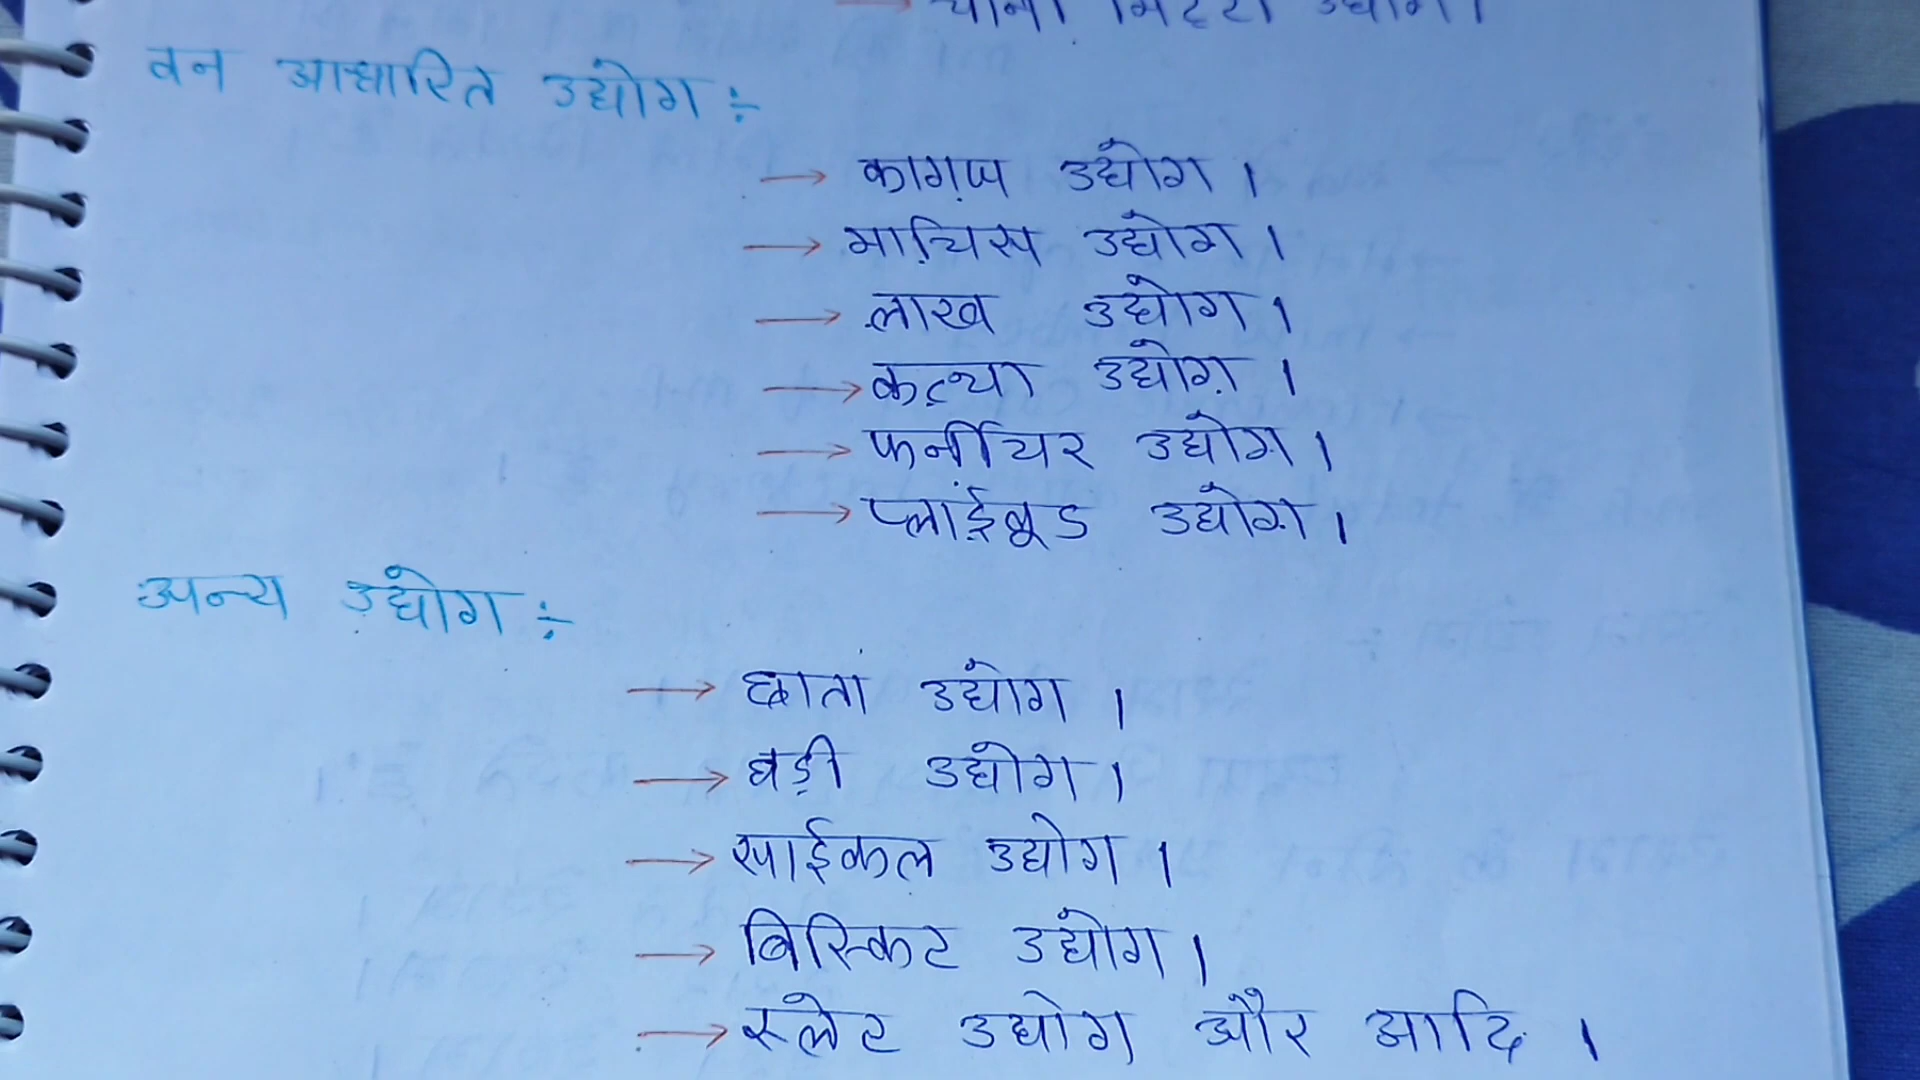 → चीनी मिट्टी उद्योग।
वन आधारित उद्योग ÷
→ कागज उद्योग ।
→ माचिस उद्योग ।
→ लाख उद्योग ।
→ कत्था उद्योग ।
→ फर्नीचर उद्योग ।
→ प्लाईवूड उद्योग ।
अन्य उद्योग ÷
→ छाता उद्योग ।
→ घड़ी उद्योग ।
→ साईकल उद्योग ।
→ बिस्किट उद्योग ।
→ स्लेट उद्योग और आदि ।